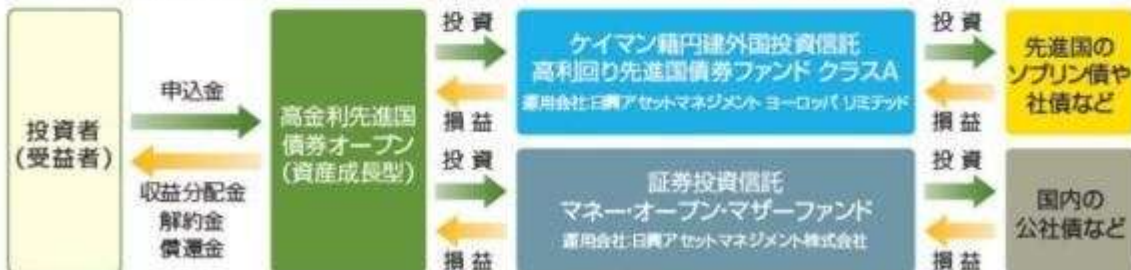 投資者
(受益者)
申込金
収益分配金
解約金
償還金
高金利先進国
債券オープン
(資産成長型)
投資
損益
ケイマン籍円建外国投資信託
高利回り先進国債券ファンド クラスA
運用会社:日興アセットマネジメント ヨーロッパ リミテッド
投資
損益
先進国の
ソブリン債や
社債など
投資
損益
証券投資信託
マネー・オープン・マザーファンド
運用会社:日興アセットマネジメント株式会社
投資
損益
国内の
公社債など